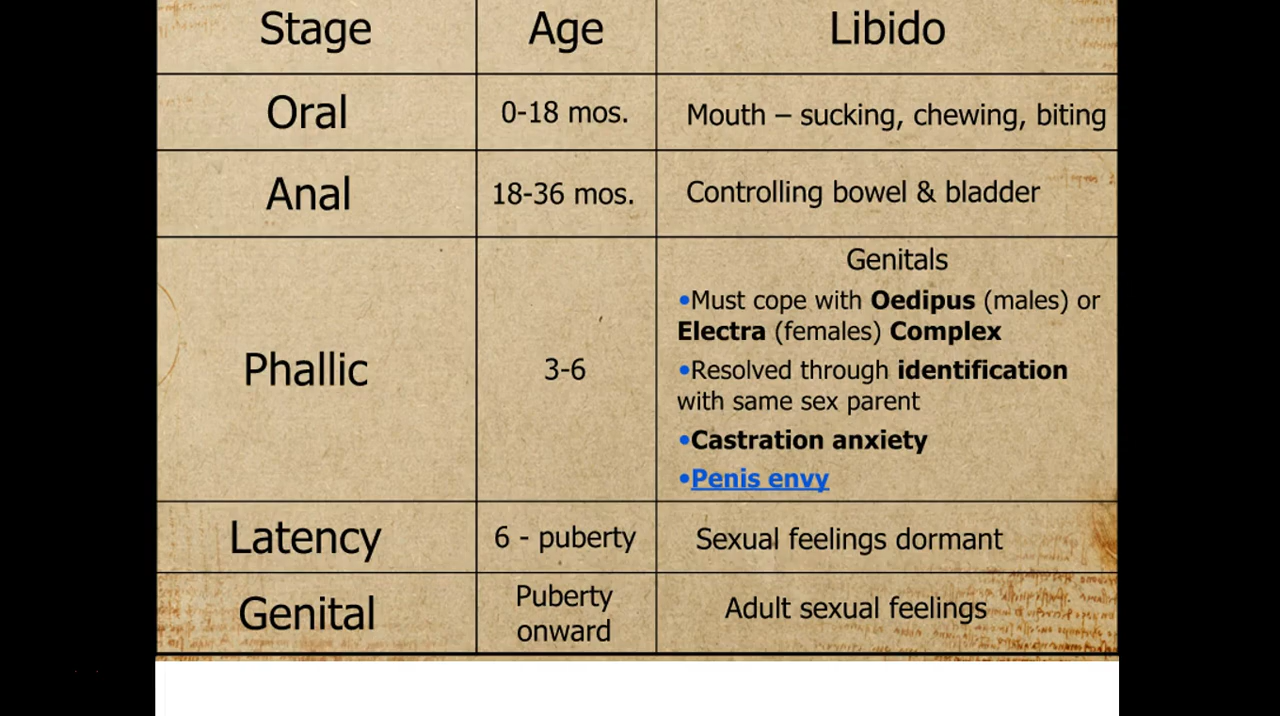 Stage Age Libido
Oral 0-18 mos. Mouth – sucking, chewing, biting
Anal 18-36 mos. Controlling bowel & bladder
Phallic 3-6 Genitals
•Must cope with Oedipus (males) or
Electra (females) Complex
•Resolved through identification
with same sex parent
•Castration anxiety
•Penis envy
Latency 6 - puberty Sexual feelings dormant
Genital Puberty
onward Adult sexual feelings